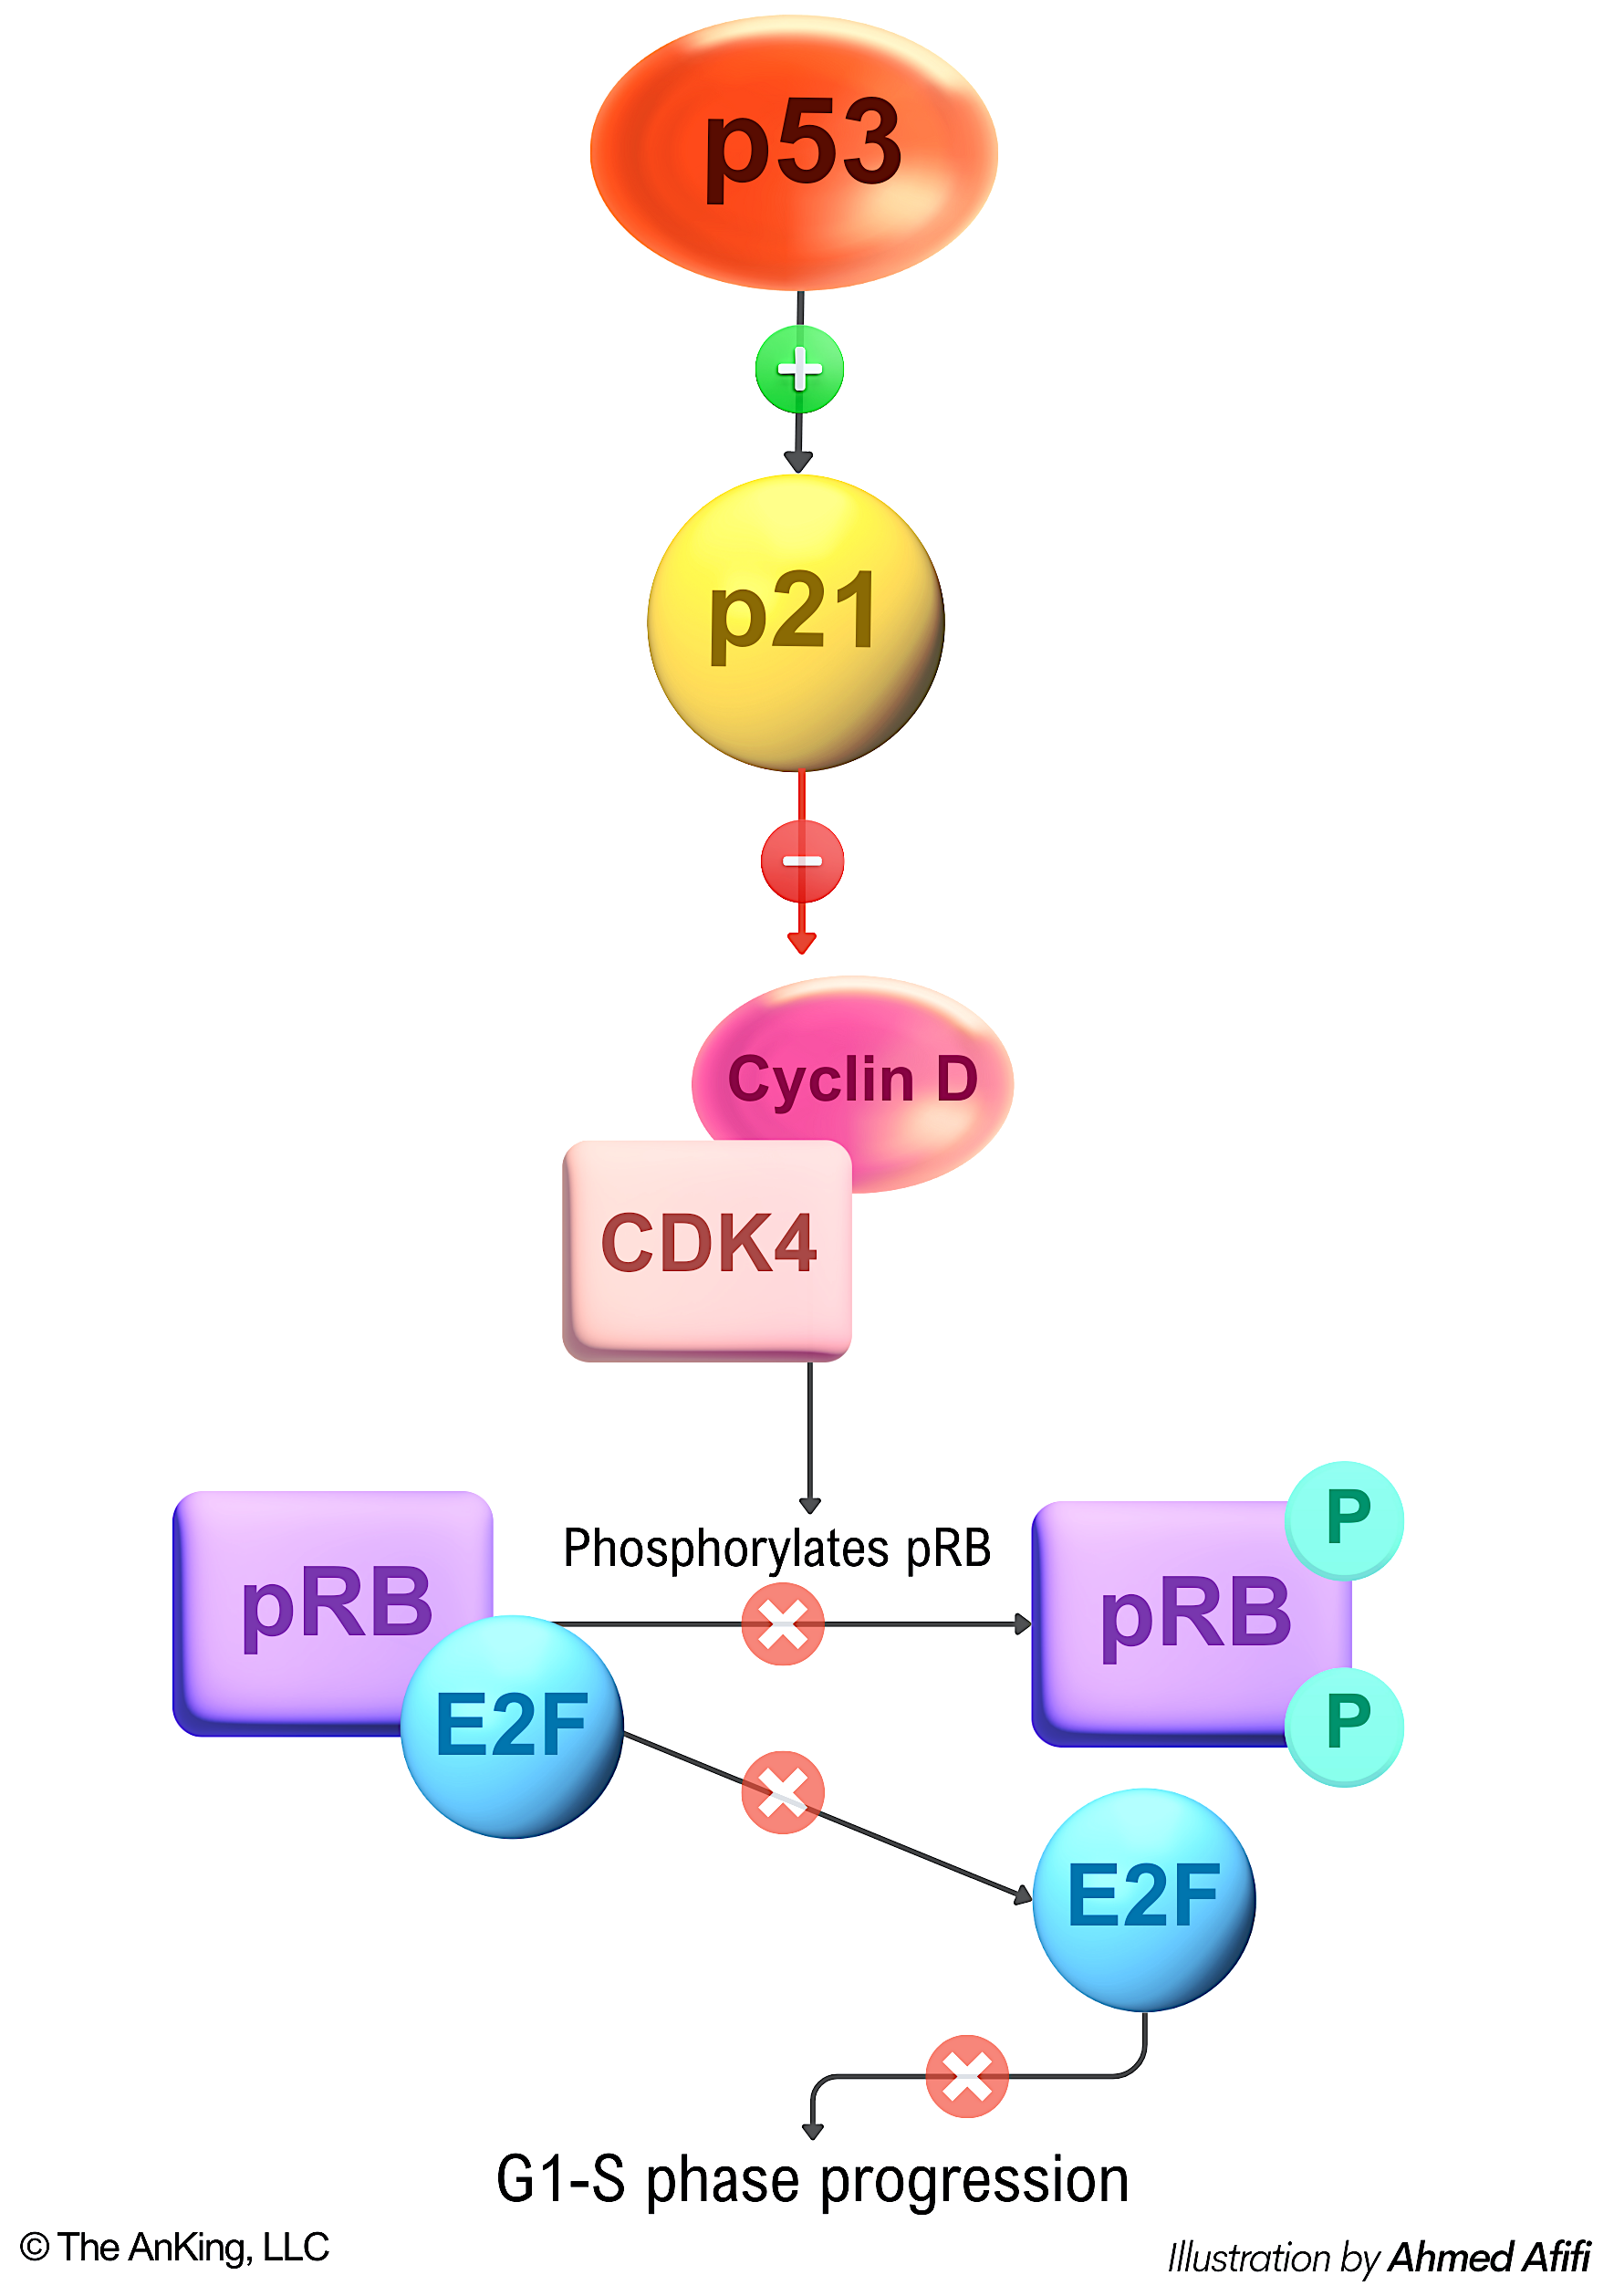 p53
p21
Cyclin D
CDK4
Phosphorylates pRB
pRB
E2F
pRB
P
P
E2F
G1-S phase progression
© The AnKing, LLC
Illustration by Ahmed Afifi